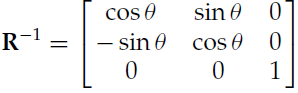 R⁻¹ = [ cos θ sin θ 0
− sin θ cos θ 0
0 0 1 ]